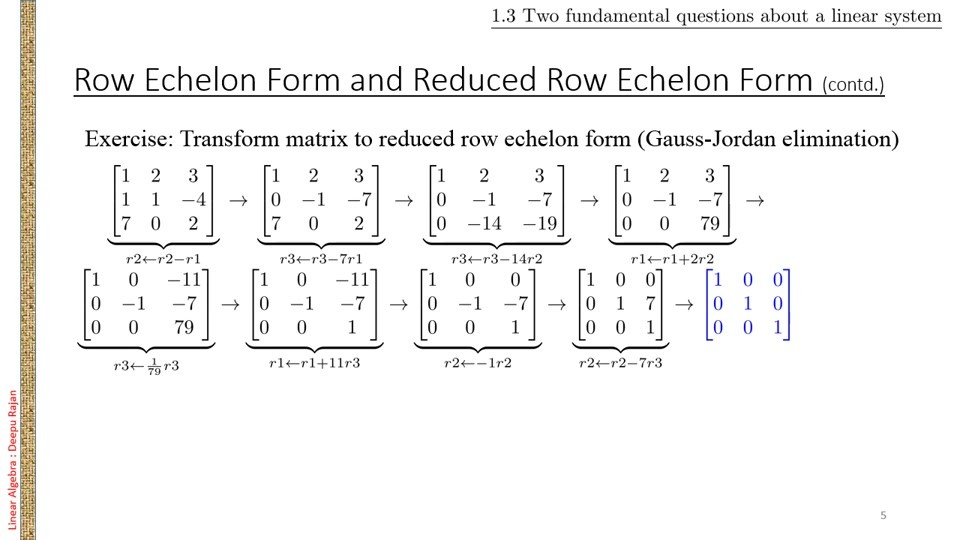 1.3 Two fundamental questions about a linear system
Row Echelon Form and Reduced Row Echelon Form (contd.)
Exercise: Transform matrix to reduced row echelon form (Gauss-Jordan elimination)
[1 2 3] [1 2 3] [1 2 3] [1 2 3]
[1 1 −4] → [0 −1 −7] → [0 −1 −7] → [0 −1 −7] →
[7 0 2] [7 0 2] [0 −14 −19] [0 0 79]
r2←r2−r1 r3←r3−7r1 r3←r3−14r2 r1←r1+2r2
[1 0 −11] [1 0 −11] [1 0 0] [1 0 0] [1 0 0]
[0 −1 −7] → [0 −1 −7] → [0 −1 −7] → [0 1 7] → [0 1 0]
[0 0 79] [0 0 1] [0 0 1] [0 0 1] [0 0 1]
r3←1/79 r3 r1←r1+11r3 r2←−1r2 r2←r2−7r3
Linear Algebra : Deepu Rajan
5